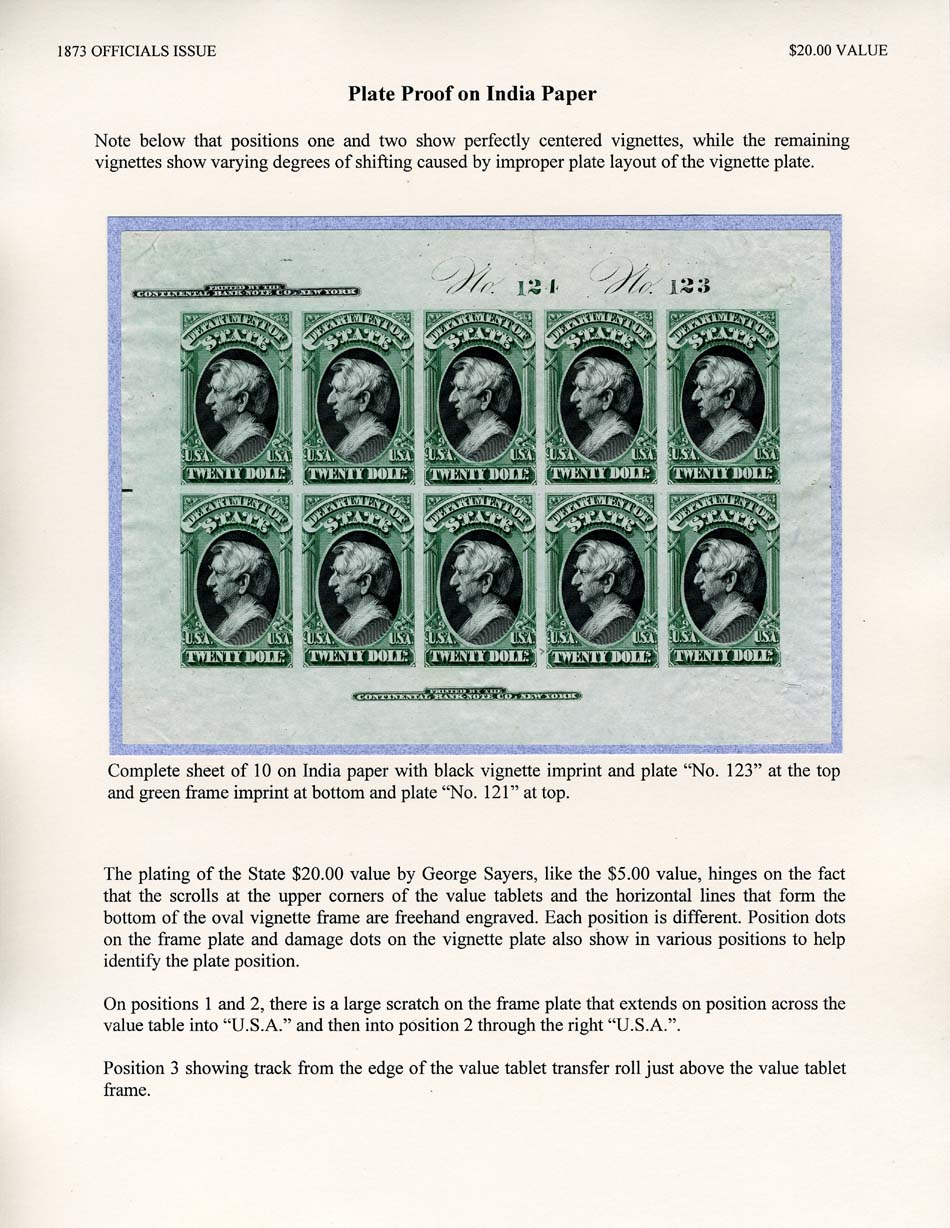 1873 OFFICIALS ISSUE
$20.00 VALUE
Plate Proof on India Paper
Note below that positions one and two show perfectly centered vignettes, while the remaining
vignettes show varying degrees of shifting caused by improper plate layout of the vignette plate.
No. 124 No. 123
PRINTED BY THE
CONTINENTAL BANK NOTE CO. NEW YORK
DEPARTMENT OF DEPARTMENT OF DEPARTMENT OF DEPARTMENT OF DEPARTMENT OF
STATE STATE STATE STATE STATE
U.S.A. U.S.A. U.S.A. U.S.A. U.S.A. U.S.A. U.S.A. U.S.A. U.S.A. U.S.A.
TWENTY DOLLS. TWENTY DOLLS. TWENTY DOLLS. TWENTY DOLLS. TWENTY DOLLS.
DEPARTMENT OF DEPARTMENT OF DEPARTMENT OF DEPARTMENT OF DEPARTMENT OF
STATE STATE STATE STATE STATE
U.S.A. U.S.A. U.S.A. U.S.A. U.S.A. U.S.A. U.S.A. U.S.A. U.S.A. U.S.A.
TWENTY DOLLS. TWENTY DOLLS. TWENTY DOLLS. TWENTY DOLLS. TWENTY DOLLS.
PRINTED BY THE
CONTINENTAL BANK NOTE CO. NEW YORK
Complete sheet of 10 on India paper with black vignette imprint and plate “No. 123” at the top
and green frame imprint at bottom and plate “No. 121” at top.
The plating of the State $20.00 value by George Sayers, like the $5.00 value, hinges on the fact
that the scrolls at the upper corners of the value tablets and the horizontal lines that form the
bottom of the oval vignette frame are freehand engraved. Each position is different. Position dots
on the frame plate and damage dots on the vignette plate also show in various positions to help
identify the plate position.
On positions 1 and 2, there is a large scratch on the frame plate that extends on position across the
value table into “U.S.A.” and then into position 2 through the right “U.S.A.”.
Position 3 showing track from the edge of the value tablet transfer roll just above the value tablet
frame.